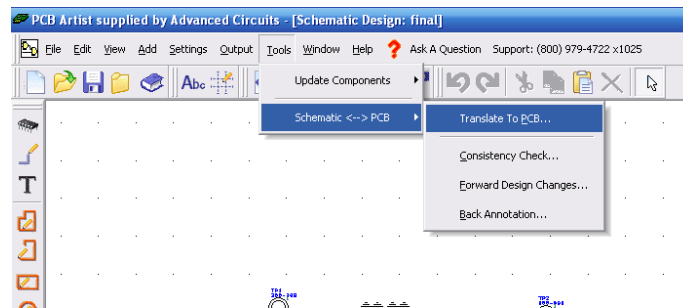 PCB Artist supplied by Advanced Circuits - [Schematic Design: final]
File Edit View Add Settings Output Tools Window Help ? Ask A Question Support: (800) 979-4722 x1025
Abc
Update Components
Schematic <--> PCB
Translate To PCB...
Consistency Check...
Forward Design Changes...
Back Annotation...
T
TP1
TP2